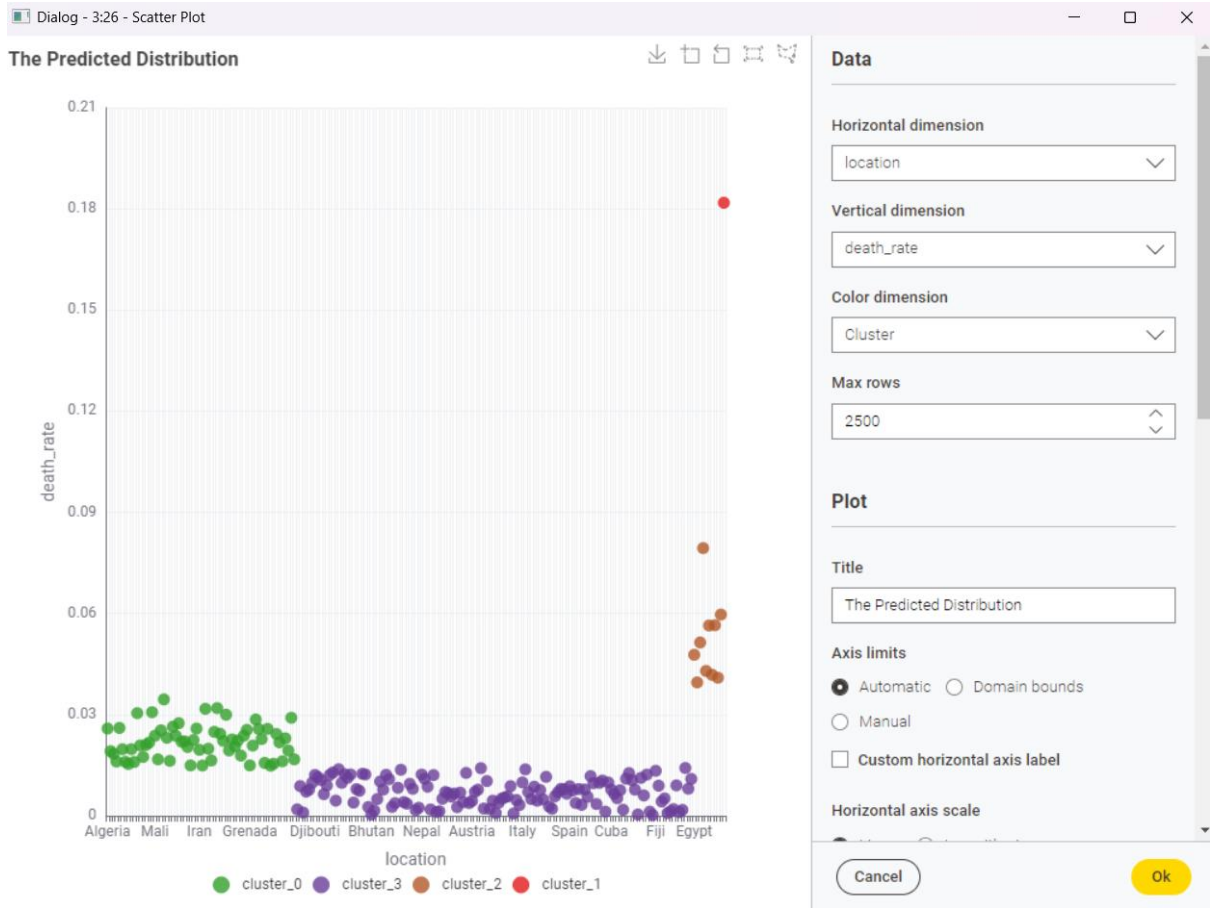 Dialog - 3:26 - Scatter Plot
The Predicted Distribution
0.21
0.18
0.15
0.12
0.09
0.06
0.03
0
death_rate
Algeria Mali Iran Grenada Djibouti Bhutan Nepal Austria Italy Spain Cuba Fiji Egypt
location
cluster_0 cluster_3 cluster_2 cluster_1
Data
Horizontal dimension
location
Vertical dimension
death_rate
Color dimension
Cluster
Max rows
2500
Plot
Title
The Predicted Distribution
Axis limits
Automatic Domain bounds
Manual
Custom horizontal axis label
Horizontal axis scale
Cancel Ok